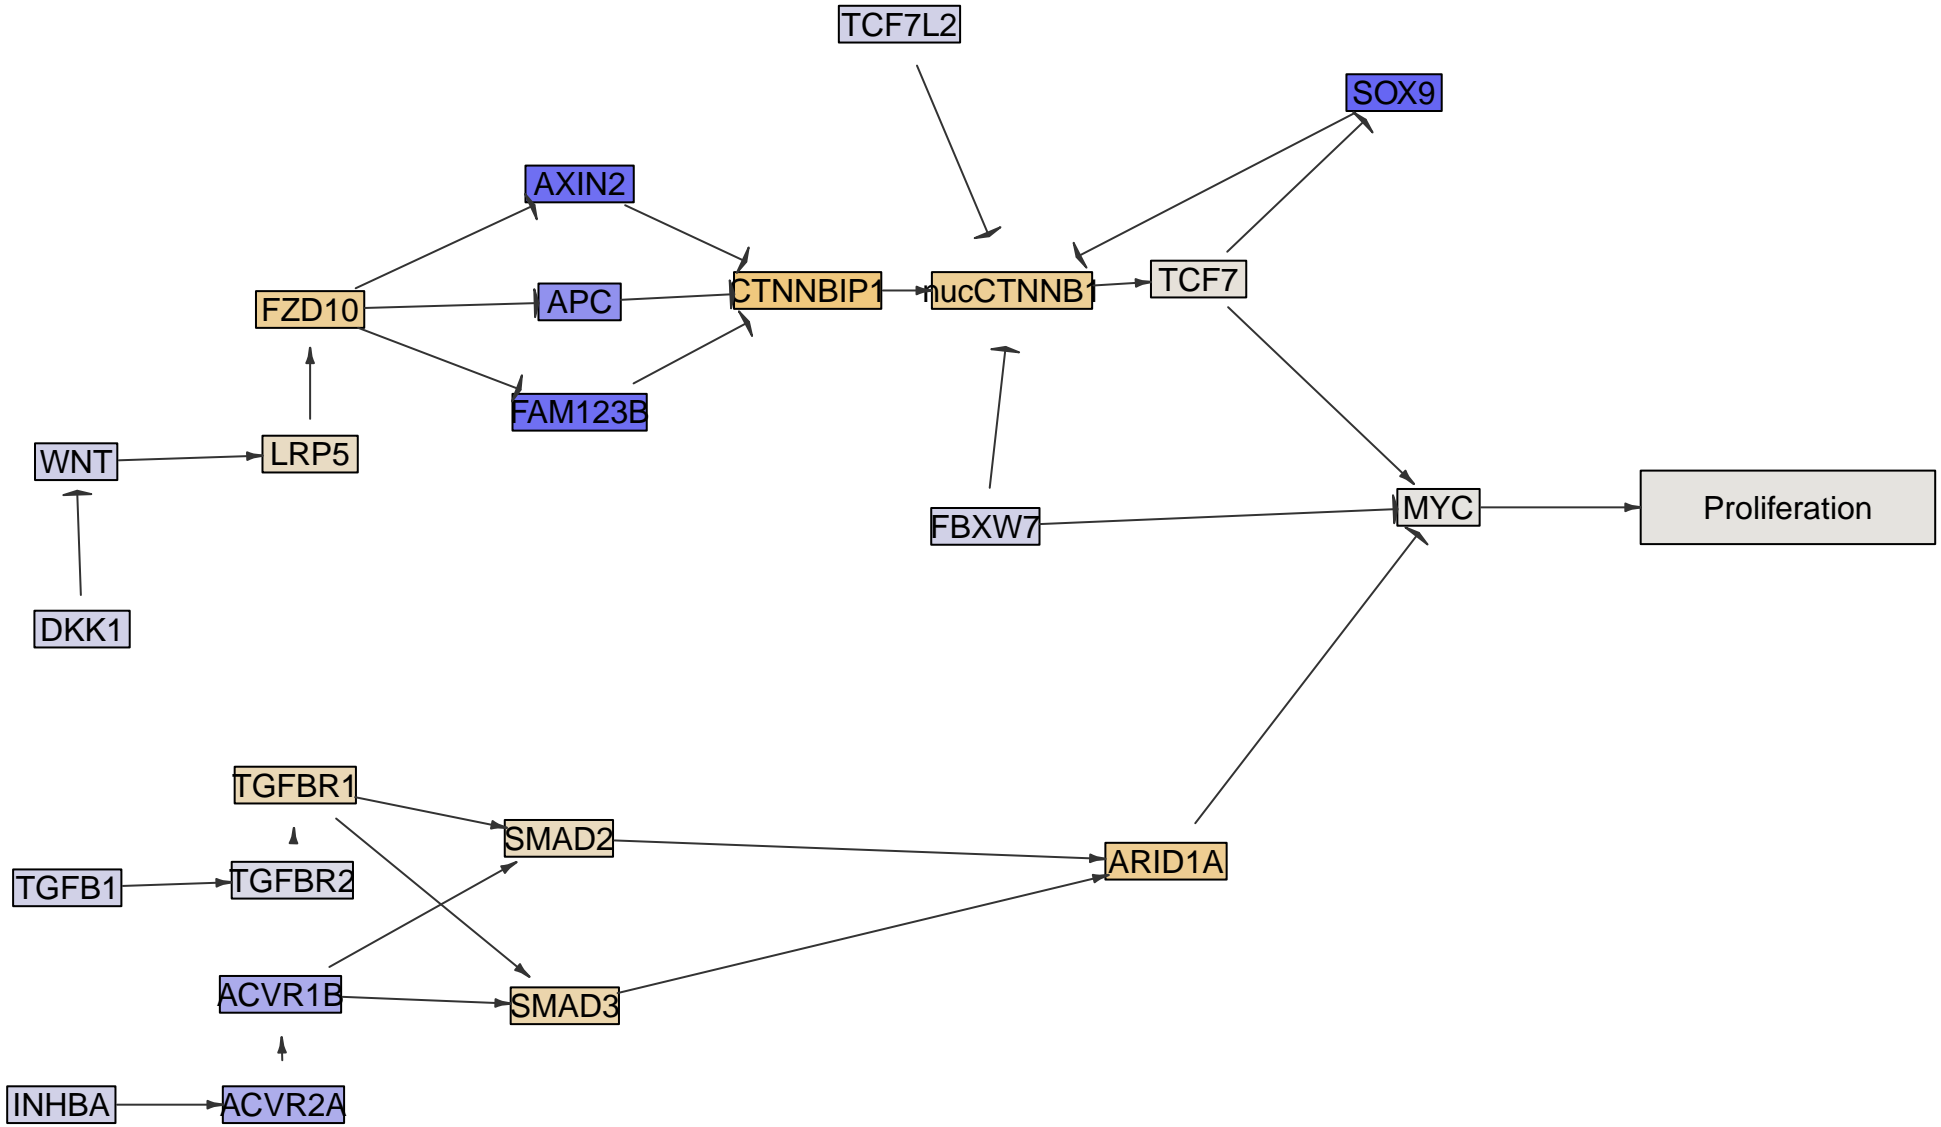 TCF7L2
SOX9
AXIN2
TCF7
CTNNBIP1
nucCTNNB1
APC
FZD10
FAM123B
LRP5
WNT
MYC
Proliferation
FBXW7
DKK1
TGFBR1
SMAD2
ARID1A
TGFBR2
TGFB1
ACVR1B
SMAD3
INHBA
ACVR2A